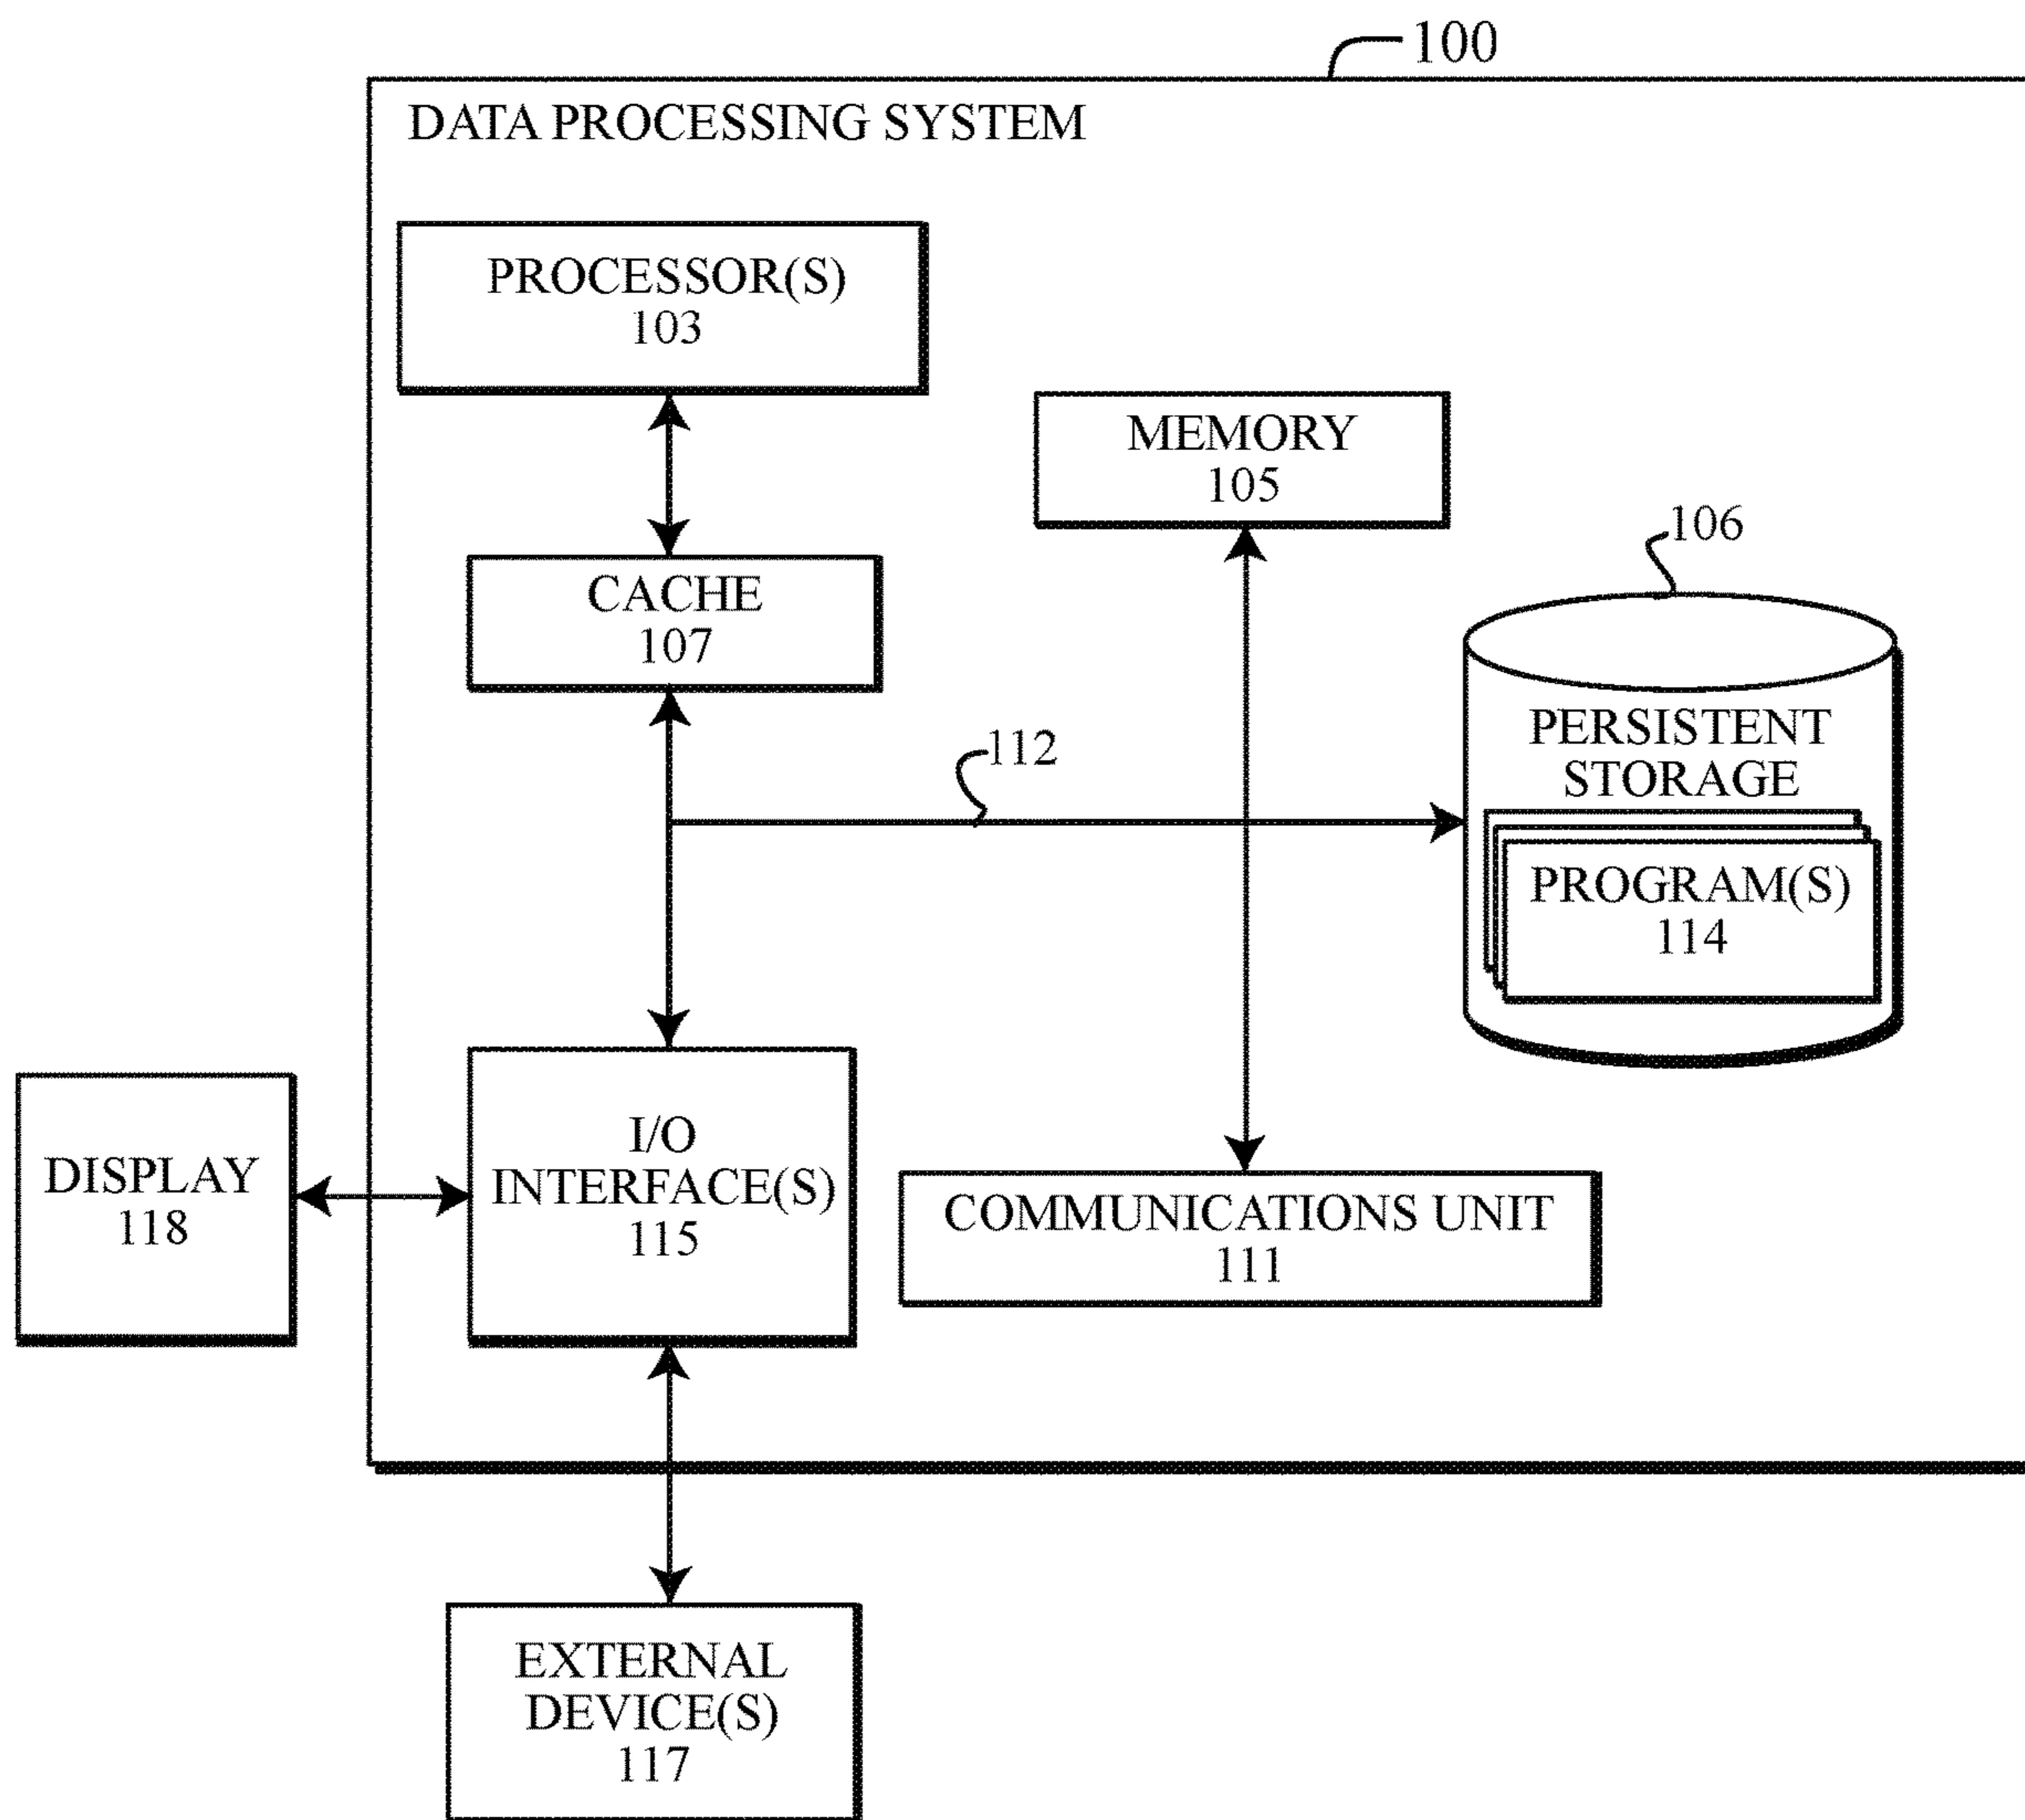 100
DATA PROCESSING SYSTEM
PROCESSOR(S)
103
MEMORY
105
CACHE
107
106
112
PERSISTENT
STORAGE
PROGRAM(S)
114
I/O
INTERFACE(S)
115
DISPLAY
118
COMMUNICATIONS UNIT
111
EXTERNAL
DEVICE(S)
117